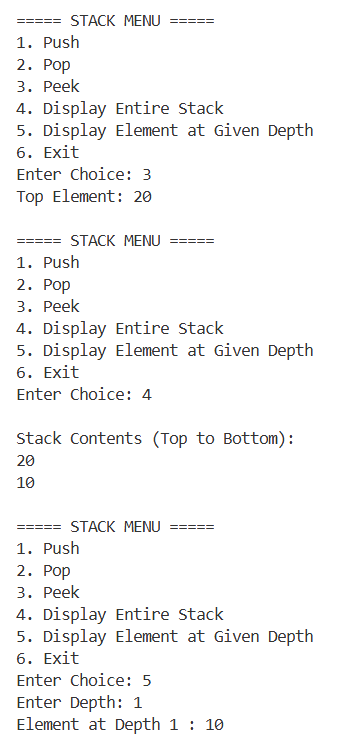 ===== STACK MENU =====
1. Push
2. Pop
3. Peek
4. Display Entire Stack
5. Display Element at Given Depth
6. Exit
Enter Choice: 3
Top Element: 20

===== STACK MENU =====
1. Push
2. Pop
3. Peek
4. Display Entire Stack
5. Display Element at Given Depth
6. Exit
Enter Choice: 4

Stack Contents (Top to Bottom):
20
10

===== STACK MENU =====
1. Push
2. Pop
3. Peek
4. Display Entire Stack
5. Display Element at Given Depth
6. Exit
Enter Choice: 5
Enter Depth: 1
Element at Depth 1 : 10